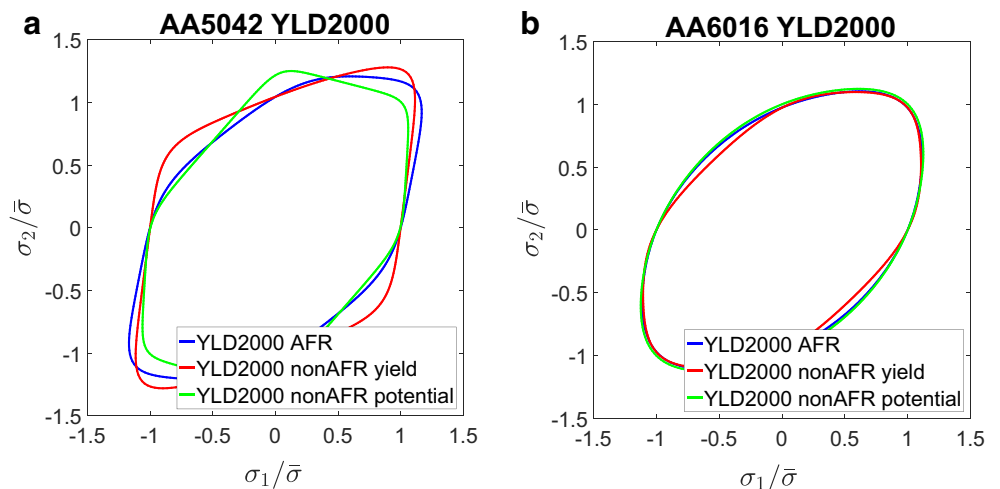 a
AA5042 YLD2000
1.5
1
0.5
0
-0.5
-1
-1.5
-1.5 -1 -0.5 0 0.5 1 1.5
σ₂/σ̄
σ₁/σ̄
YLD2000 AFR
YLD2000 nonAFR yield
YLD2000 nonAFR potential
b
AA6016 YLD2000
1.5
1
0.5
0
-0.5
-1
-1.5
-1.5 -1 -0.5 0 0.5 1 1.5
σ₂/σ̄
σ₁/σ̄
YLD2000 AFR
YLD2000 nonAFR yield
YLD2000 nonAFR potential